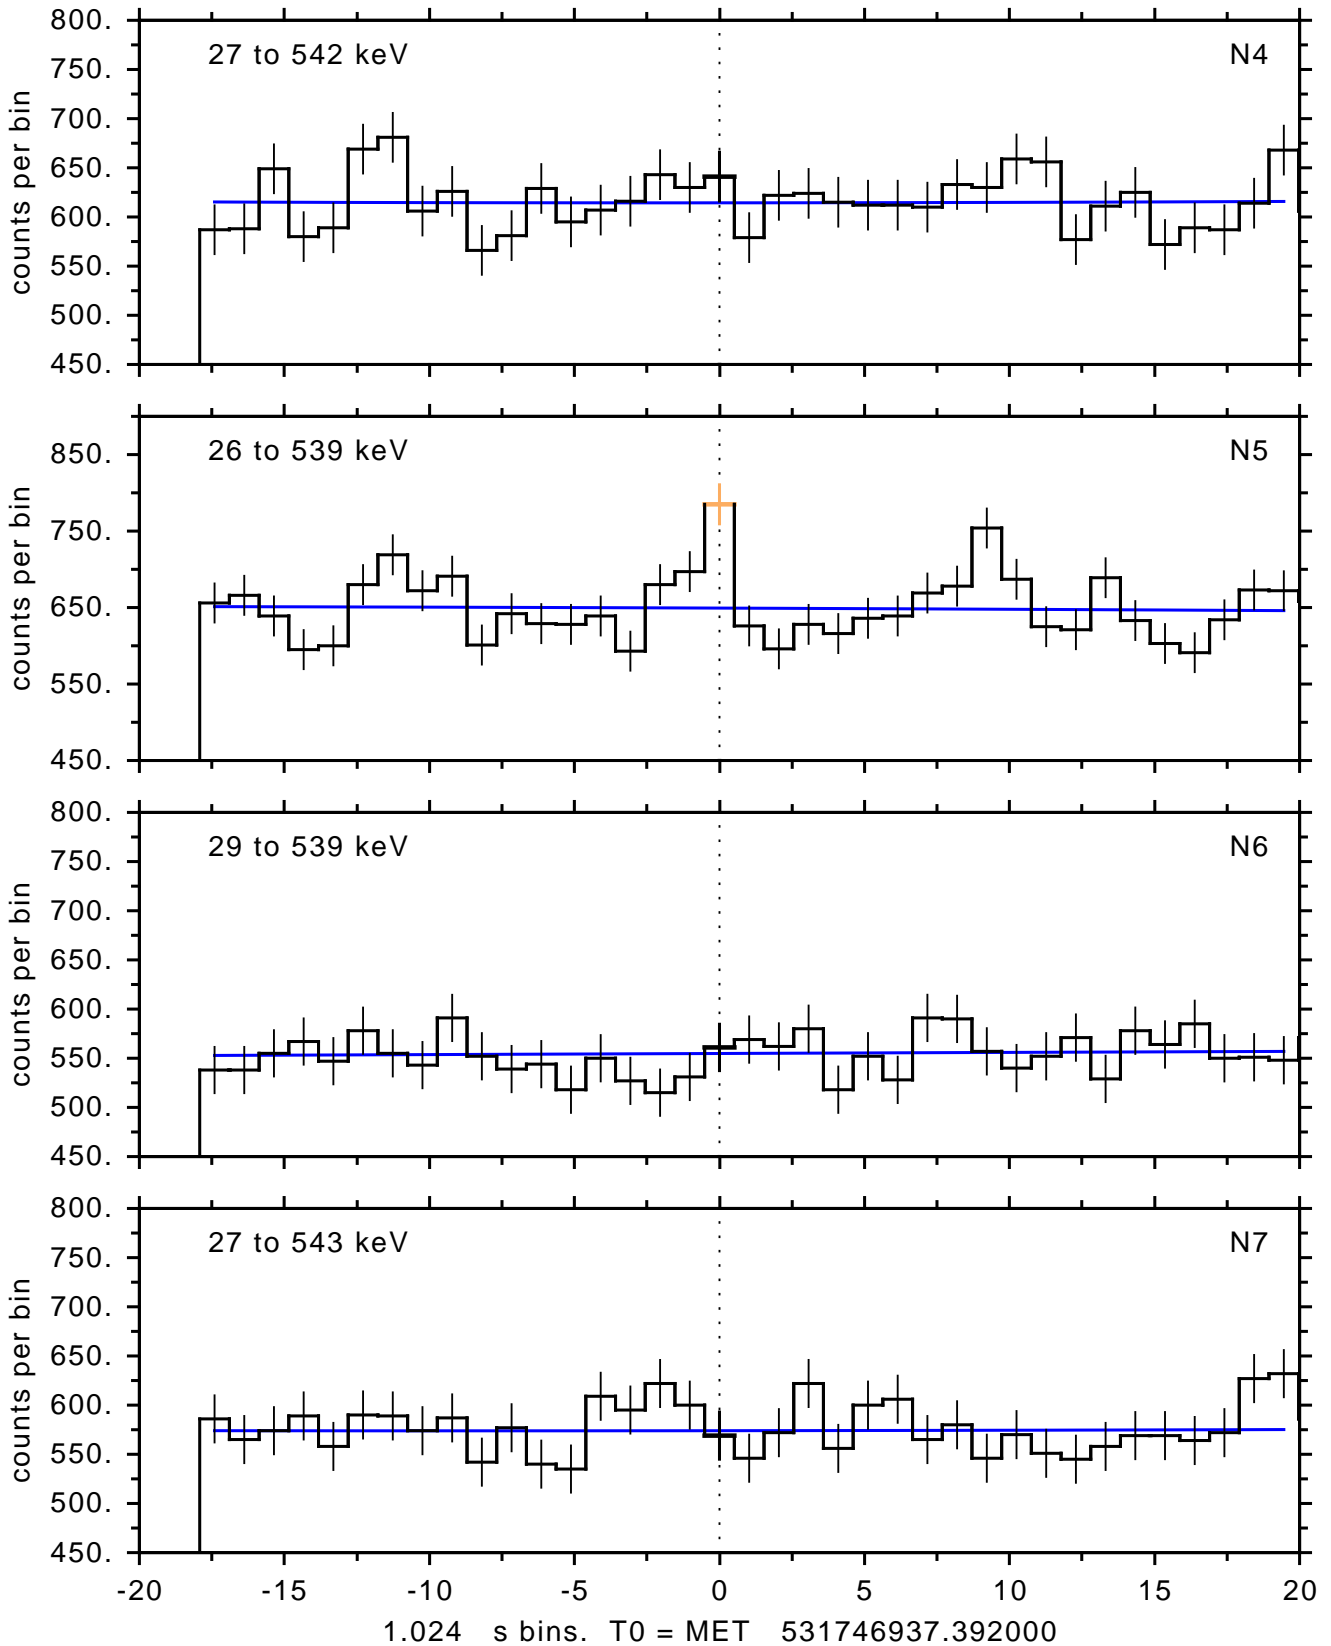 800.
27 to 542 keV
N4
750.
700.
650.
600.
550.
500.
450.
counts per bin
26 to 539 keV
N5
850.
750.
650.
550.
450.
counts per bin
800.
29 to 539 keV
N6
750.
700.
650.
600.
550.
500.
450.
counts per bin
800.
27 to 543 keV
N7
750.
700.
650.
600.
550.
500.
450.
counts per bin
-20 -15 -10 -5 0 5 10 15 20
1.024 s bins. T0 = MET 531746937.392000